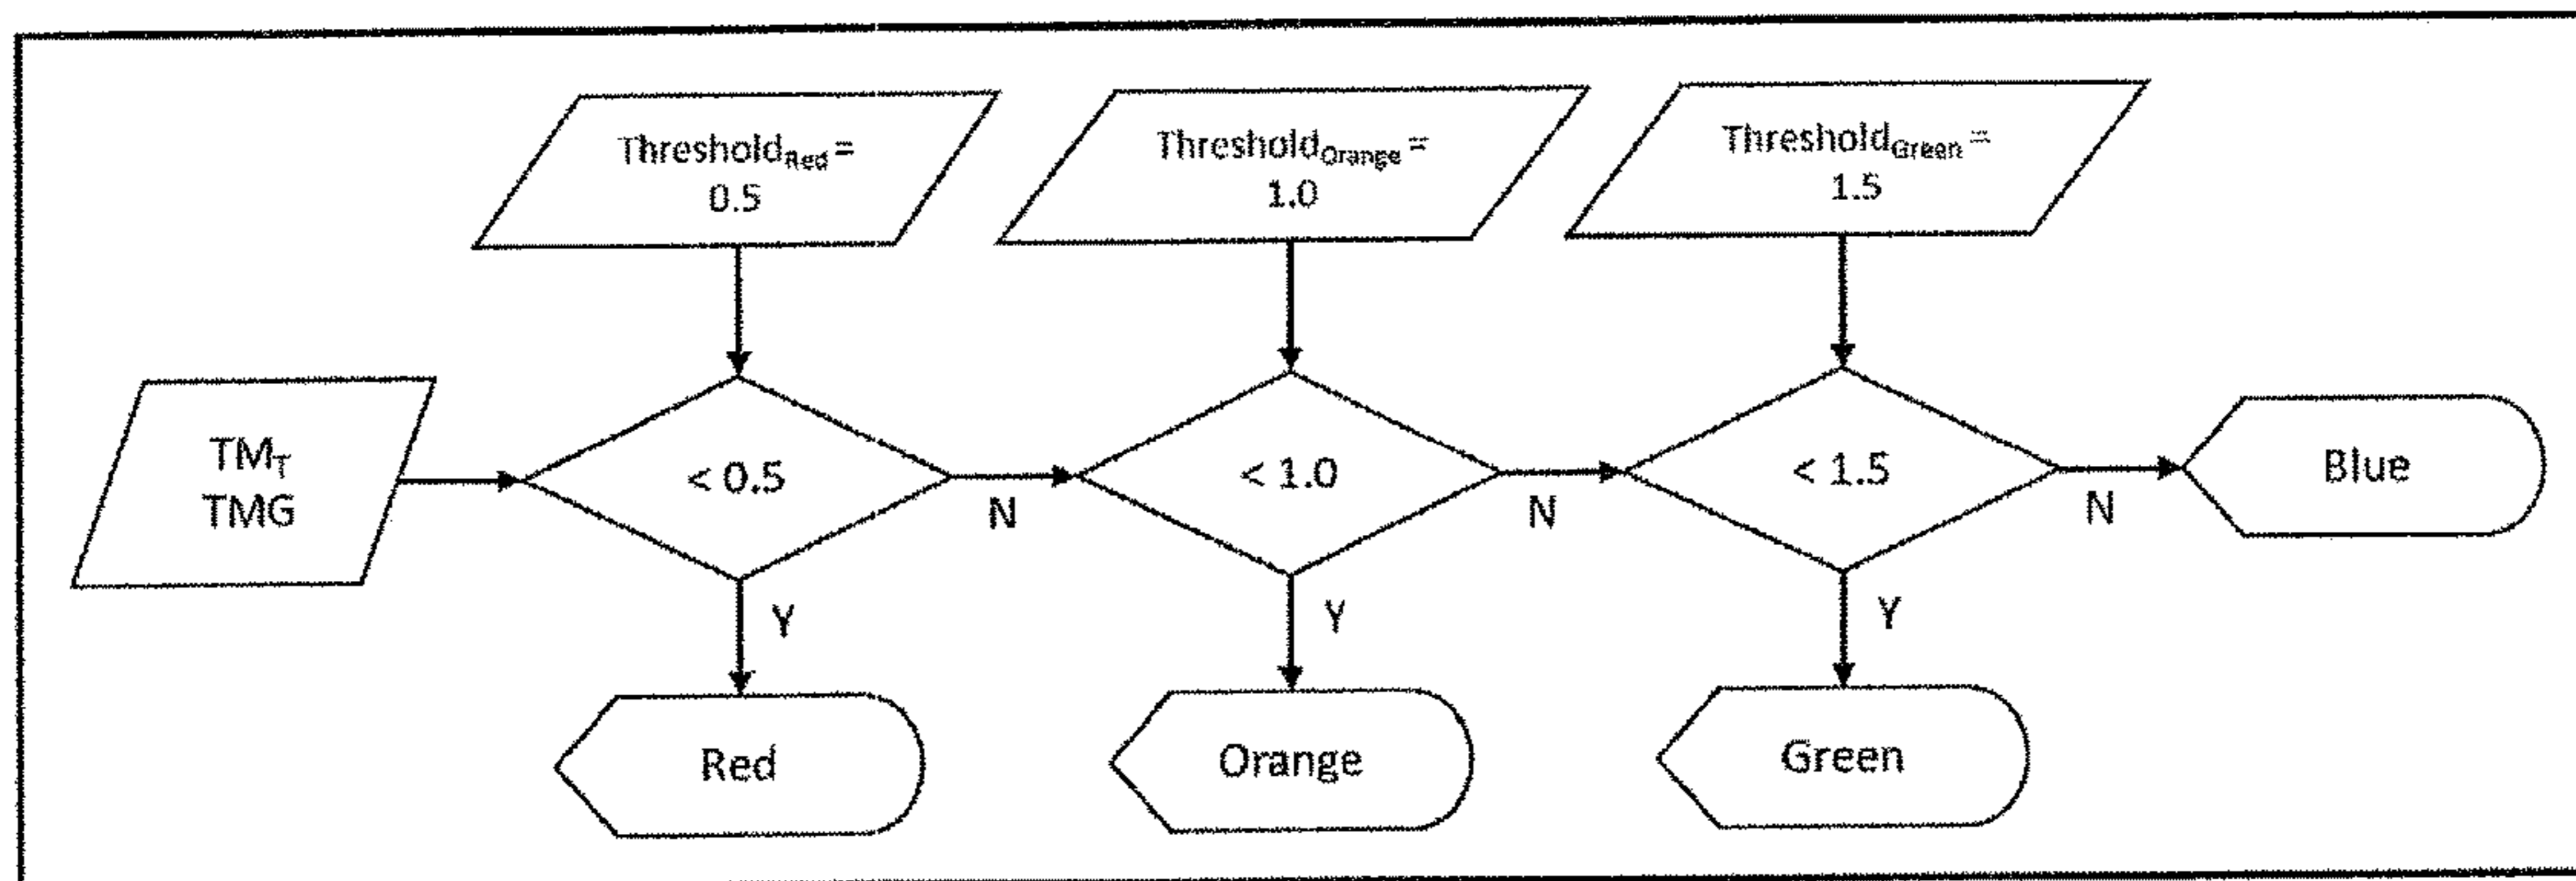 Threshold_Red =
0.5
Threshold_Orange =
1.0
Threshold_Green =
1.5
TM_T
TMG
< 0.5
N
< 1.0
N
< 1.5
N
Blue
Y
Y
Y
Red
Orange
Green